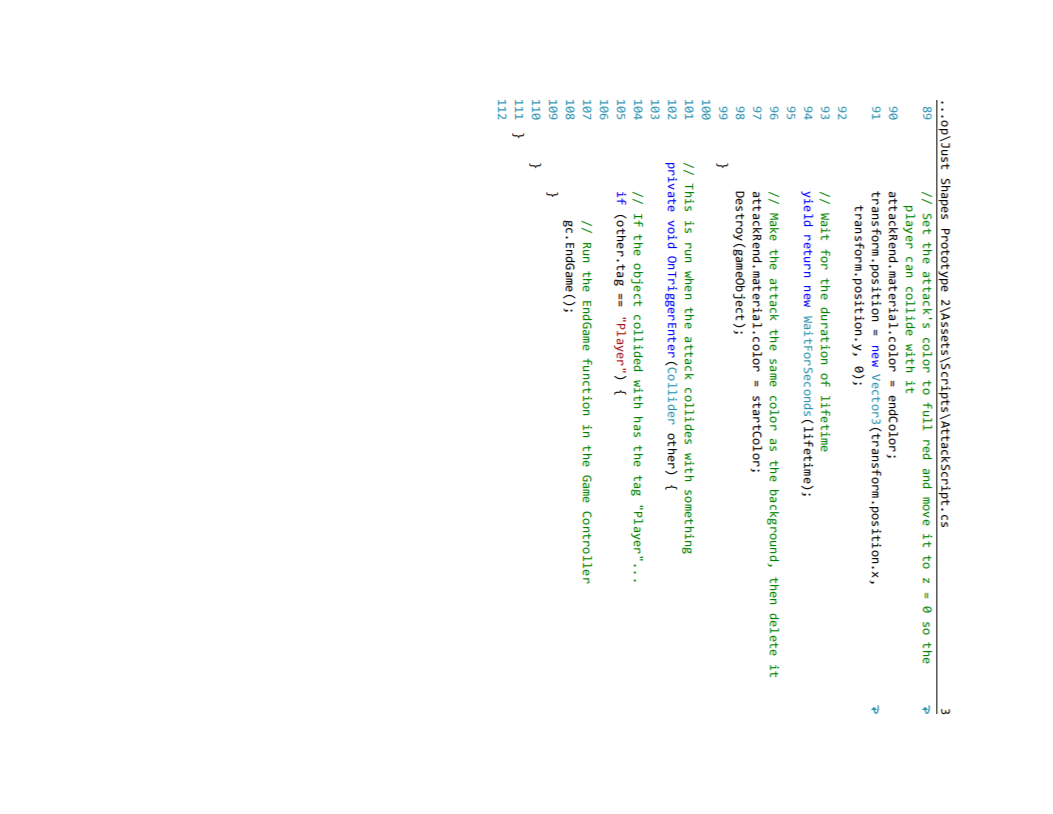 ...op\Just Shapes Prototype 2\Assets\Scripts\AttackScript.cs 3
89 // Set the attack's color to full red and move it to z = 0 so the
player can collide with it
90 attackRend.material.color = endColor;
91 transform.position = new Vector3(transform.position.x,
transform.position.y, 0);
92
93 // Wait for the duration of lifetime
94 yield return new WaitForSeconds(lifetime);
95
96 // Make the attack the same color as the background, then delete it
97 attackRend.material.color = startColor;
98 Destroy(gameObject);
99 }
100
101 // This is run when the attack collides with something
102 private void OnTriggerEnter(Collider other) {
103
104 // If the object collided with has the tag "Player"...
105 if (other.tag == "Player") {
106
107 // Run the EndGame function in the Game Controller
108 gc.EndGame();
109 }
110 }
111 }
112